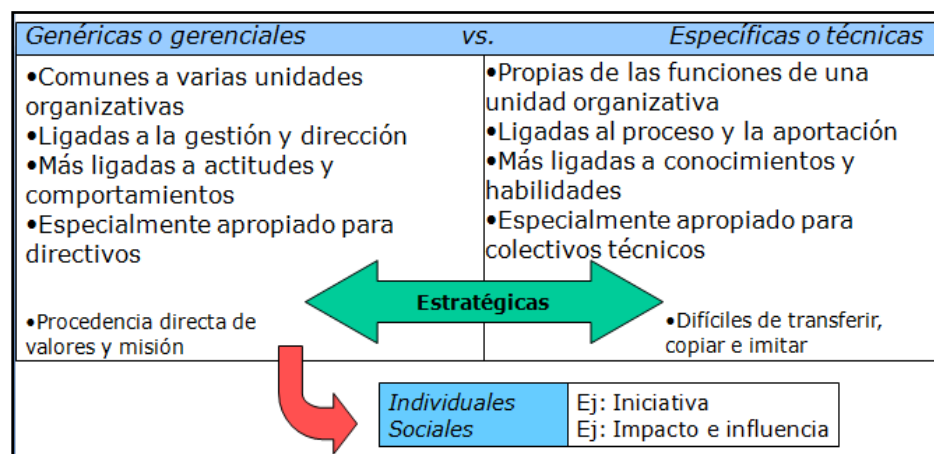 Genéricas o gerenciales vs. Específicas o técnicas
•Comunes a varias unidades
organizativas
•Ligadas a la gestión y dirección
•Más ligadas a actitudes y
comportamientos
•Especialmente apropiado para
directivos
•Procedencia directa de
valores y misión
•Propias de las funciones de una
unidad organizativa
•Ligadas al proceso y la aportación
•Más ligadas a conocimientos y
habilidades
•Especialmente apropiado para
colectivos técnicos
•Difíciles de transferir,
copiar e imitar
Estratégicas
Individuales Ej: Iniciativa
Sociales Ej: Impacto e influencia